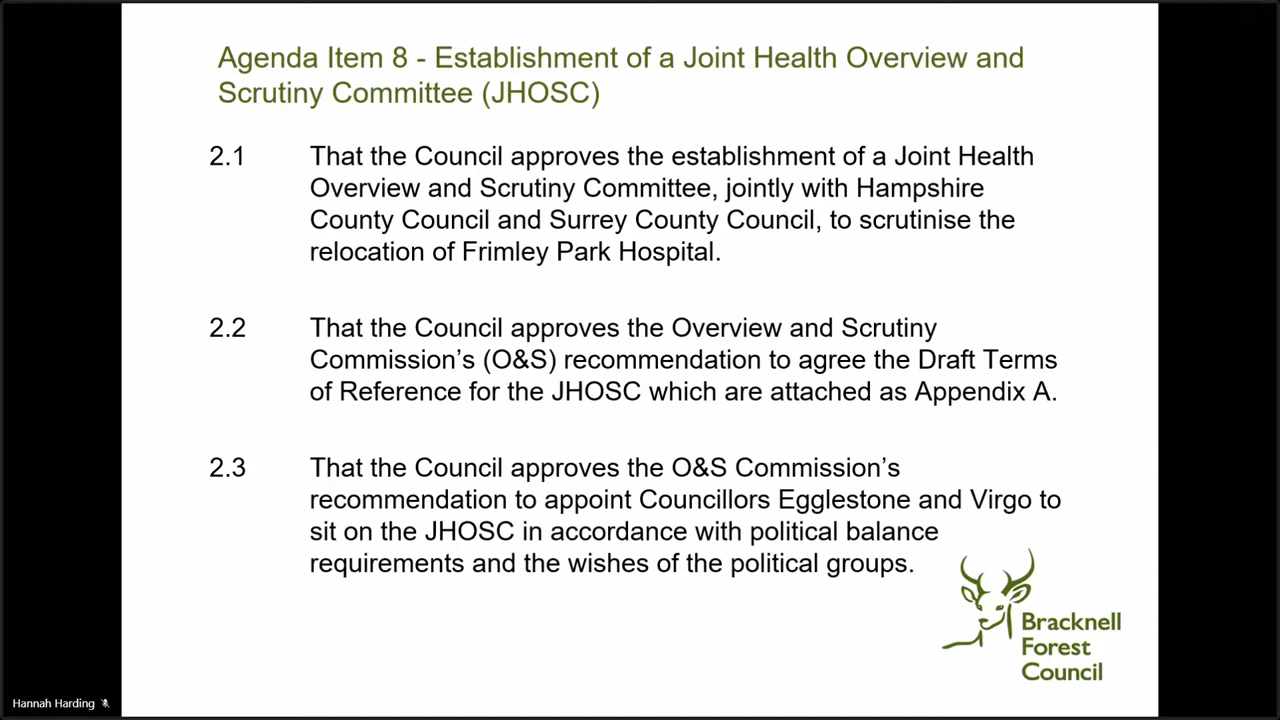 Agenda Item 8 - Establishment of a Joint Health Overview and
Scrutiny Committee (JHOSC)
2.1 That the Council approves the establishment of a Joint Health
Overview and Scrutiny Committee, jointly with Hampshire
County Council and Surrey County Council, to scrutinise the
relocation of Frimley Park Hospital.
2.2 That the Council approves the Overview and Scrutiny
Commission’s (O&S) recommendation to agree the Draft Terms
of Reference for the JHOSC which are attached as Appendix A.
2.3 That the Council approves the O&S Commission’s
recommendation to appoint Councillors Egglestone and Virgo to
sit on the JHOSC in accordance with political balance
requirements and the wishes of the political groups.
Bracknell
Forest
Council
Hannah Harding